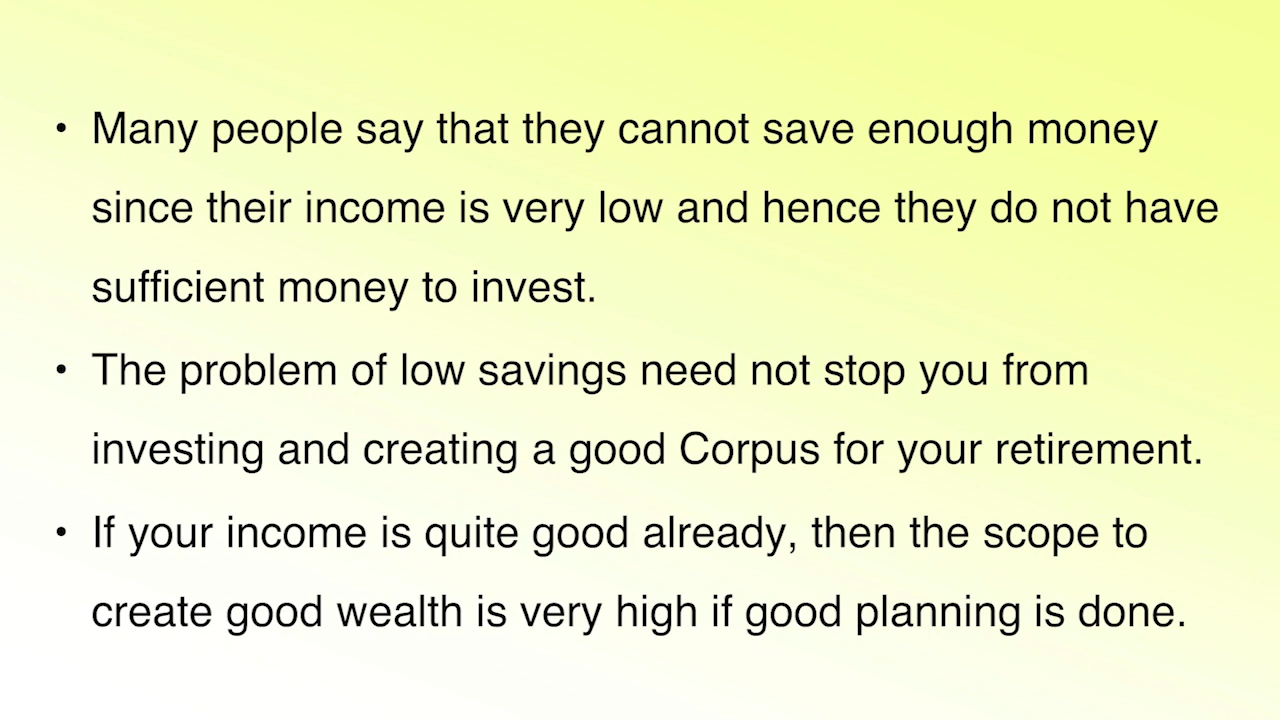 • Many people say that they cannot save enough money
since their income is very low and hence they do not have
sufficient money to invest.
• The problem of low savings need not stop you from
investing and creating a good Corpus for your retirement.
• If your income is quite good already, then the scope to
create good wealth is very high if good planning is done.